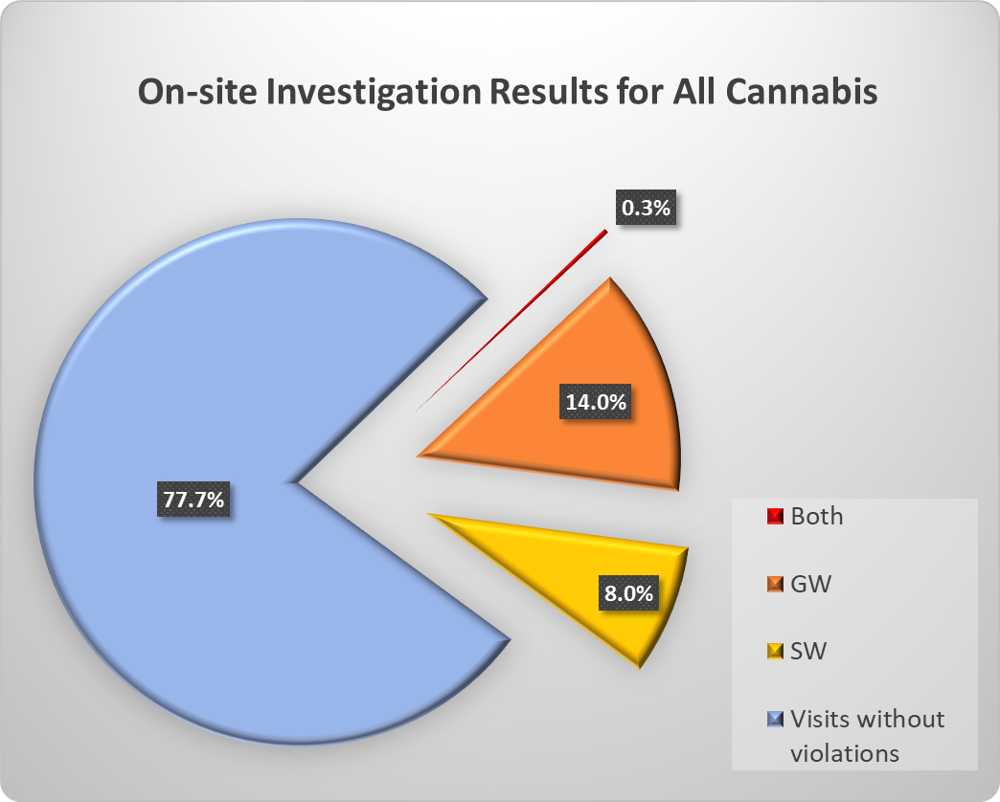 On-site Investigation Results for All Cannabis
0.3%
14.0%
77.7%
8.0%
Both
GW
SW
Visits without
violations